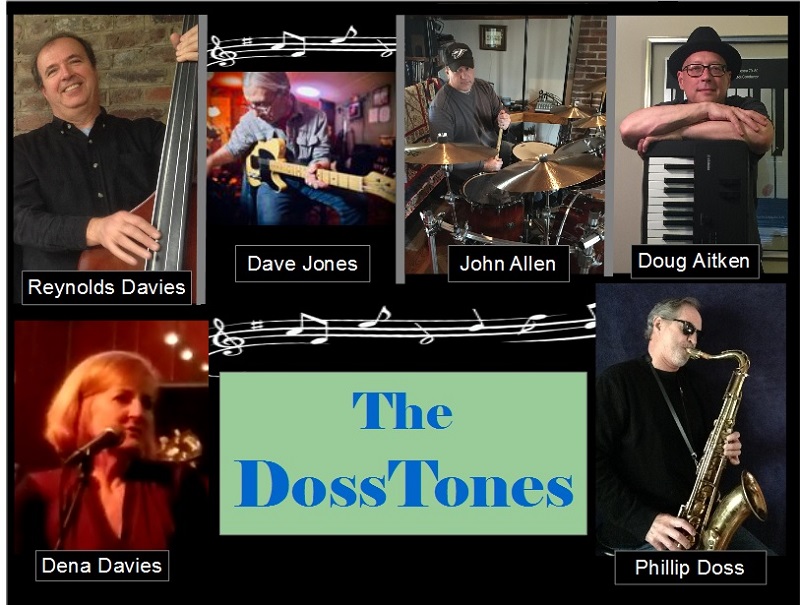 Reynolds Davies
Dave Jones
John Allen
Doug Aitken
The
DossTones
Dena Davies
Phillip Doss